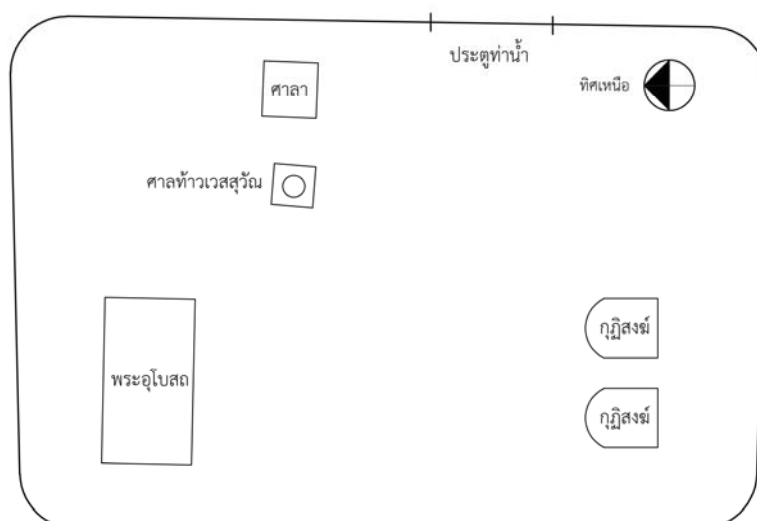 ประตูท่าน้ำ
ศาลา
ทิศเหนือ
ศาลท้าวเวสสุวัณ
กุฏิสงฆ์
พระอุโบสถ
กุฏิสงฆ์